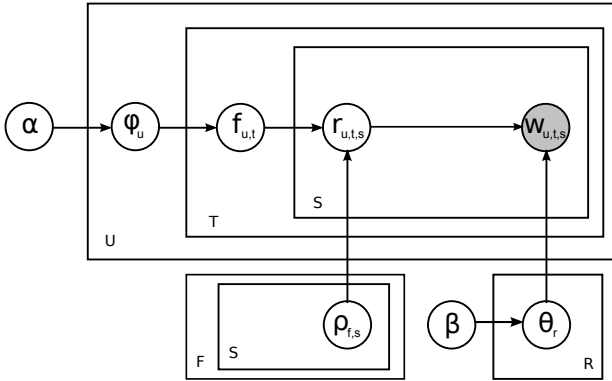 α φu fu,t ru,t,s wu,t,s
S
T
U
ρf,s β θr
S
F R